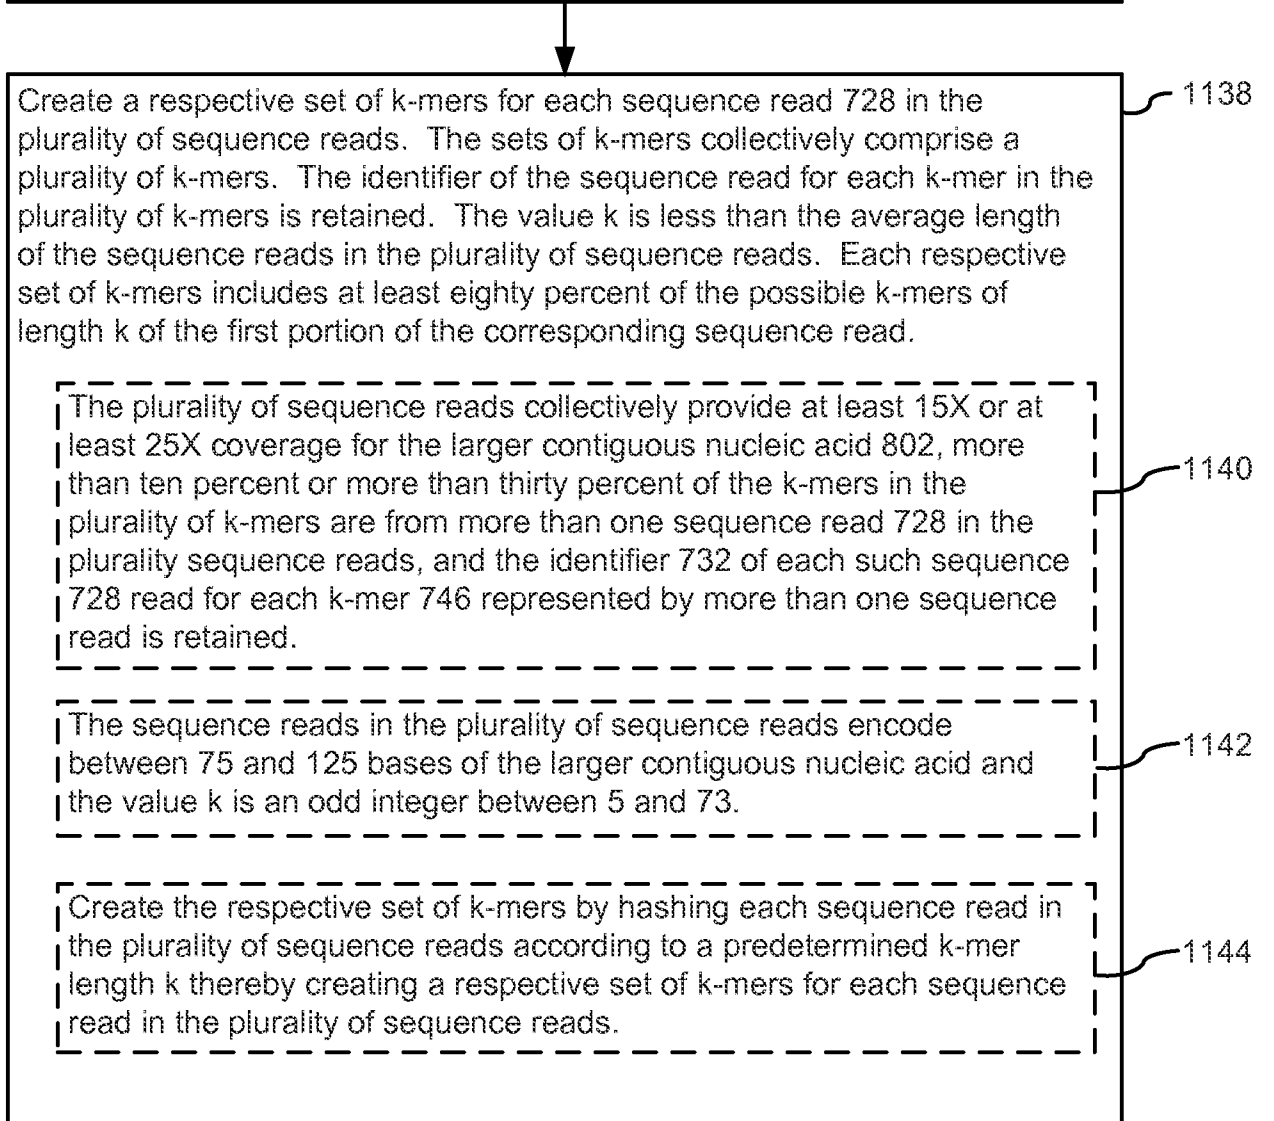 Create a respective set of k-mers for each sequence read 728 in the
plurality of sequence reads.  The sets of k-mers collectively comprise a
plurality of k-mers.  The identifier of the sequence read for each k-mer in the
plurality of k-mers is retained.  The value k is less than the average length
of the sequence reads in the plurality of sequence reads.  Each respective
set of k-mers includes at least eighty percent of the possible k-mers of
length k of the first portion of the corresponding sequence read.
1138
The plurality of sequence reads collectively provide at least 15X or at
least 25X coverage for the larger contiguous nucleic acid 802, more
than ten percent or more than thirty percent of the k-mers in the
plurality of k-mers are from more than one sequence read 728 in the
plurality sequence reads, and the identifier 732 of each such sequence
728 read for each k-mer 746 represented by more than one sequence
read is retained.
1140
The sequence reads in the plurality of sequence reads encode
between 75 and 125 bases of the larger contiguous nucleic acid and
the value k is an odd integer between 5 and 73.
1142
Create the respective set of k-mers by hashing each sequence read in
the plurality of sequence reads according to a predetermined k-mer
length k thereby creating a respective set of k-mers for each sequence
read in the plurality of sequence reads.
1144